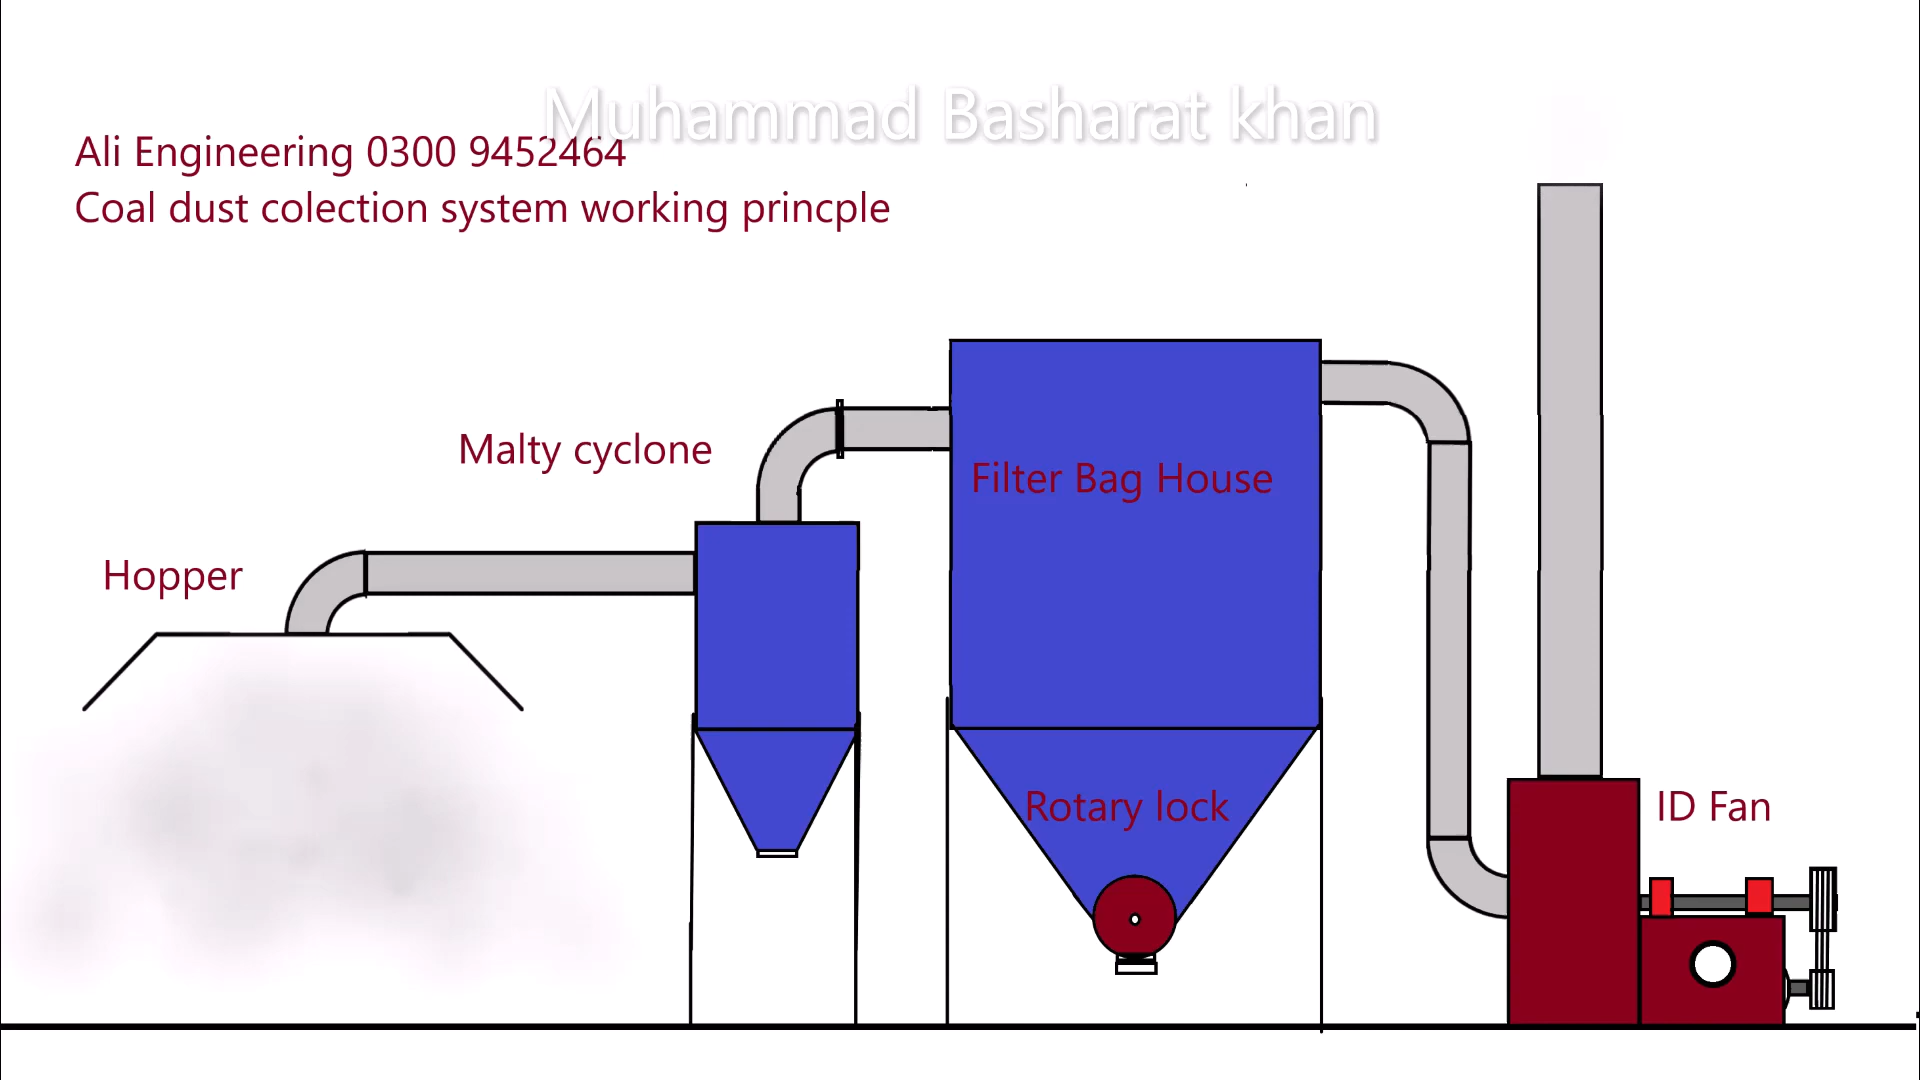 Muhammad Basharat khan
Ali Engineering 0300 9452464
Coal dust colection system working princple
Malty cyclone
Filter Bag House
Hopper
Rotary lock
ID Fan